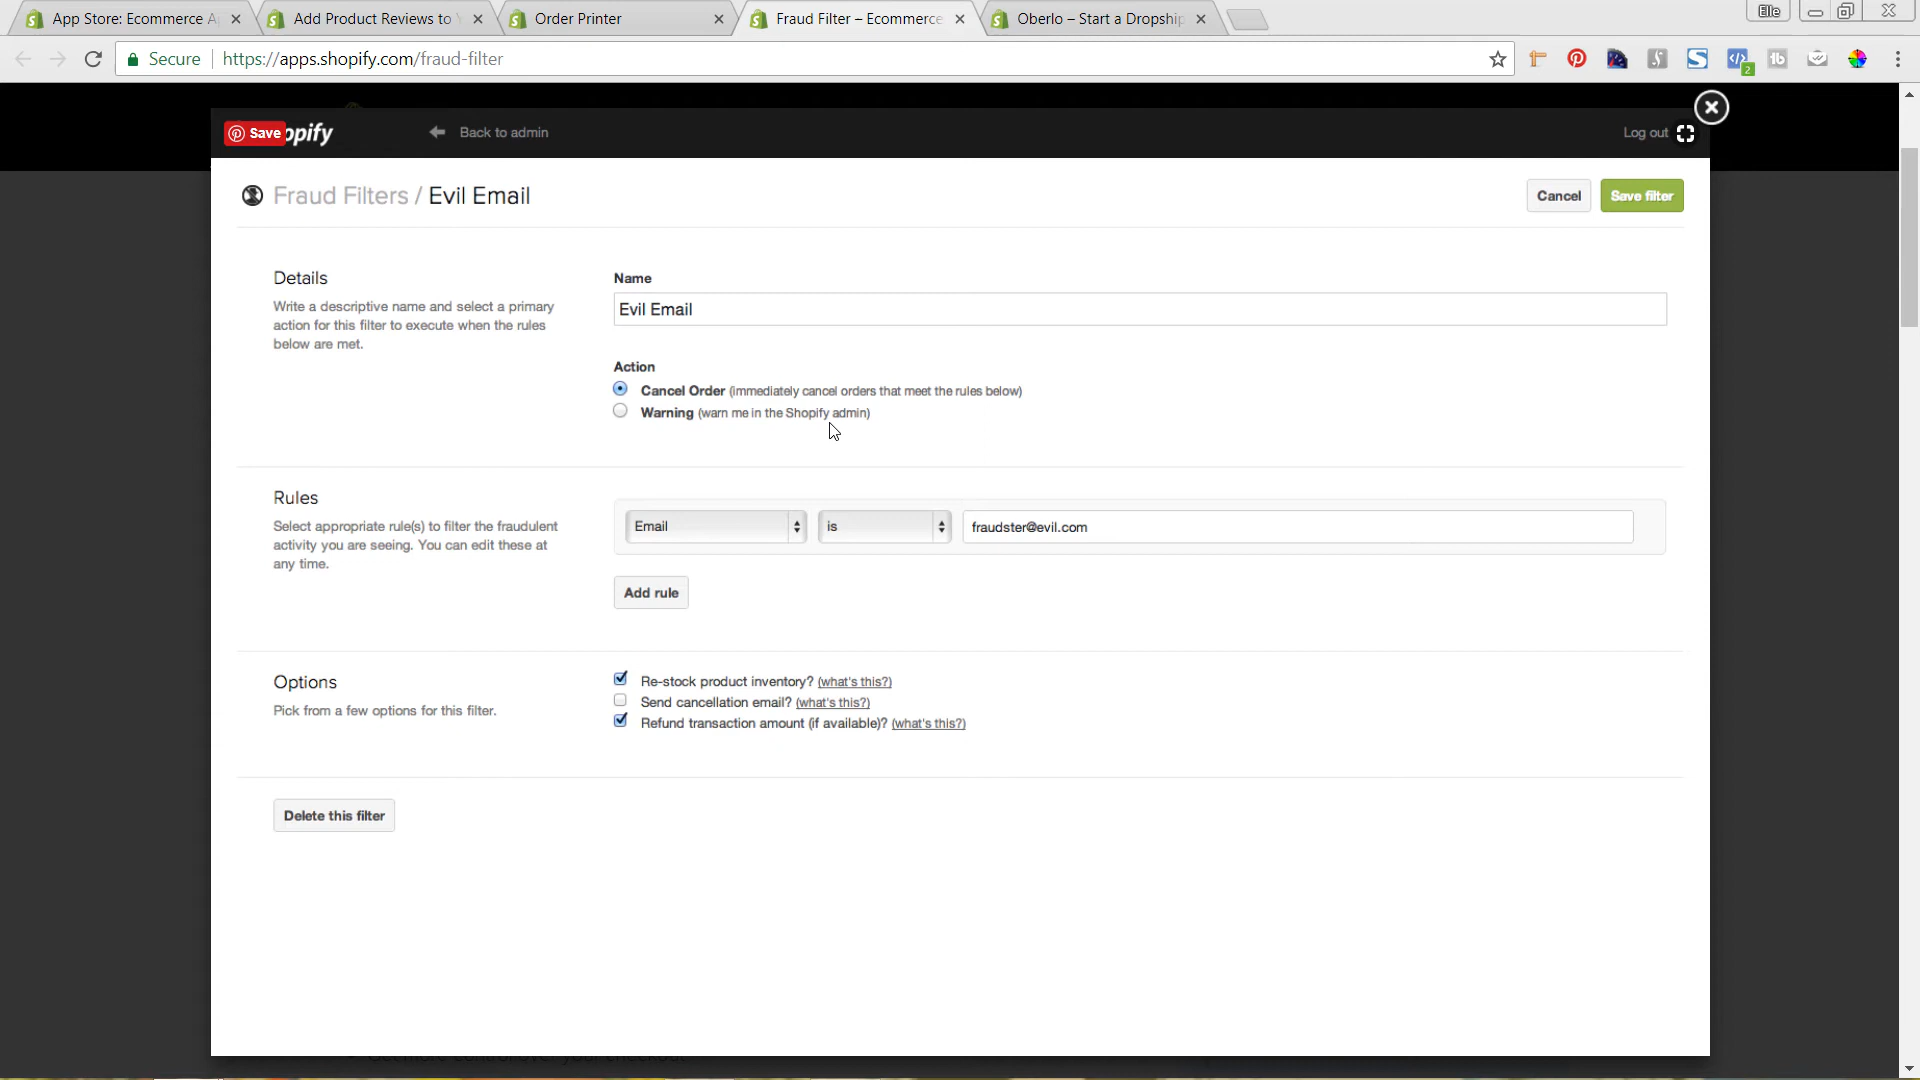 App Store: Ecommerce A
Add Product Reviews to Y
Order Printer
Fraud Filter – Ecommerce
Oberlo – Start a Dropship
Elle
Secure
https://apps.shopify.com/fraud-filter
2
Save
opify
Back to admin
Log out
Fraud Filters / Evil Email
Cancel
Save filter
Details
Write a descriptive name and select a primary
action for this filter to execute when the rules
below are met.
Name
Evil Email
Action
Cancel Order (immediately cancel orders that meet the rules below)
Warning (warn me in the Shopify admin)
Rules
Select appropriate rule(s) to filter the fraudulent
activity you are seeing. You can edit these at
any time.
Email
is
fraudster@evil.com
Add rule
Options
Pick from a few options for this filter.
Re-stock product inventory? (what's this?)
Send cancellation email? (what's this?)
Refund transaction amount (if available)? (what's this?)
Delete this filter